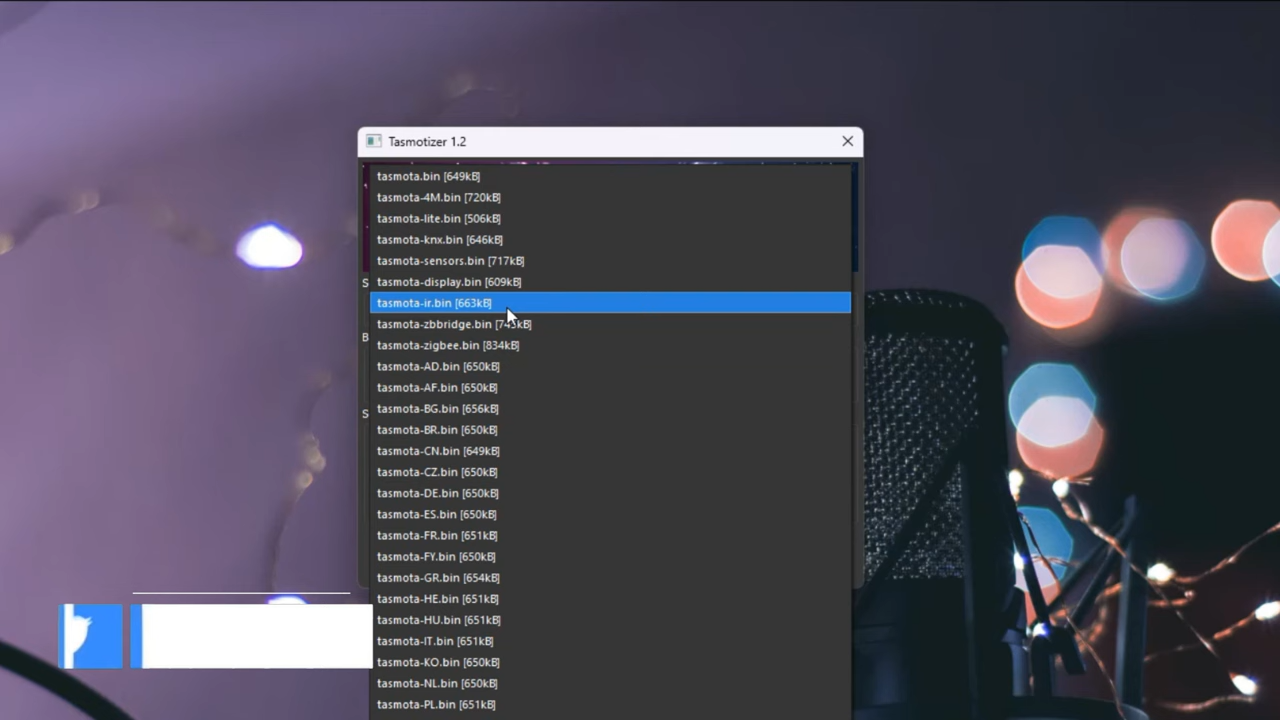 Tasmotizer 1.2
tasmota.bin [649kB]
tasmota-4M.bin [720kB]
tasmota-lite.bin [506kB]
tasmota-knx.bin [646kB]
tasmota-sensors.bin [717kB]
S
tasmota-display.bin [609kB]
tasmota-ir.bin [663kB]
tasmota-zbbridge.bin [743kB]
B
tasmota-zigbee.bin [834kB]
tasmota-AD.bin [650kB]
tasmota-AF.bin [650kB]
S
tasmota-BG.bin [656kB]
tasmota-BR.bin [650kB]
tasmota-CN.bin [649kB]
tasmota-CZ.bin [650kB]
tasmota-DE.bin [650kB]
tasmota-ES.bin [650kB]
tasmota-FR.bin [651kB]
tasmota-FY.bin [650kB]
tasmota-GR.bin [654kB]
tasmota-HE.bin [651kB]
tasmota-HU.bin [651kB]
tasmota-IT.bin [651kB]
tasmota-KO.bin [650kB]
tasmota-NL.bin [650kB]
tasmota-PL.bin [651kB]